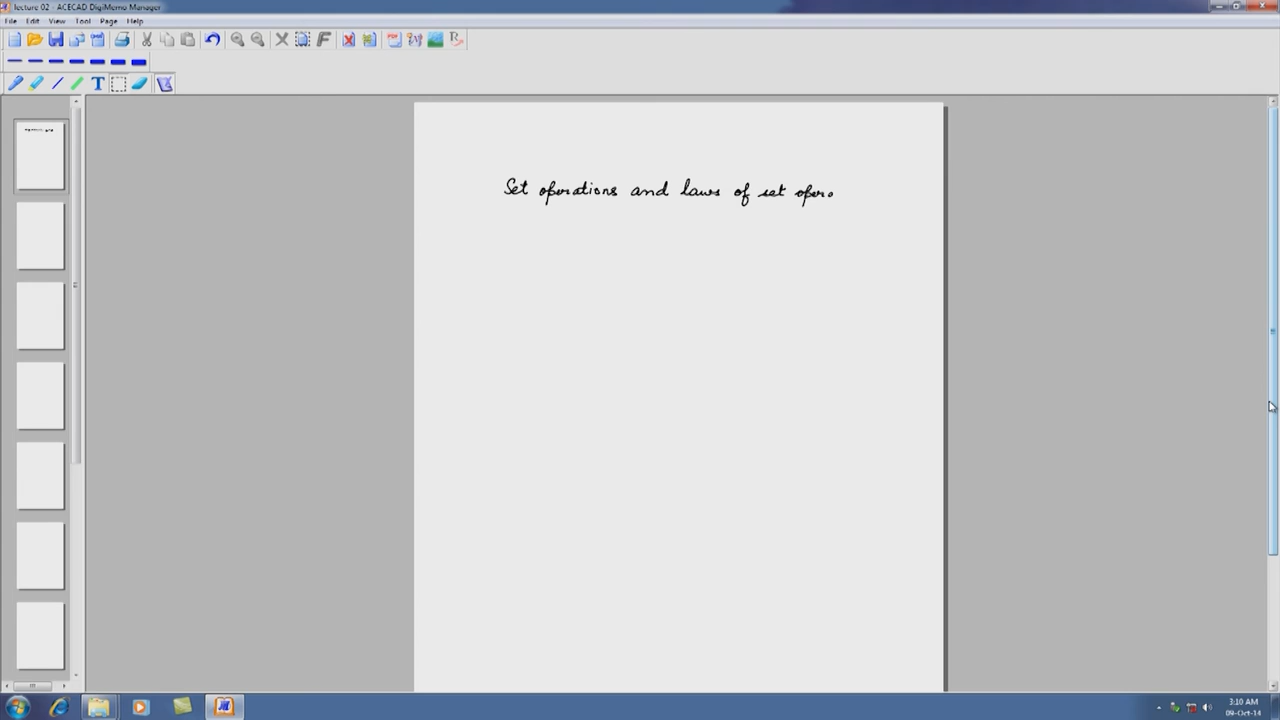 lecture 02 - ACECAD DigiMemo Manager
File Edit View Tool Page Help
Set operations and laws of set opera
3:10 AM
09-Oct-14